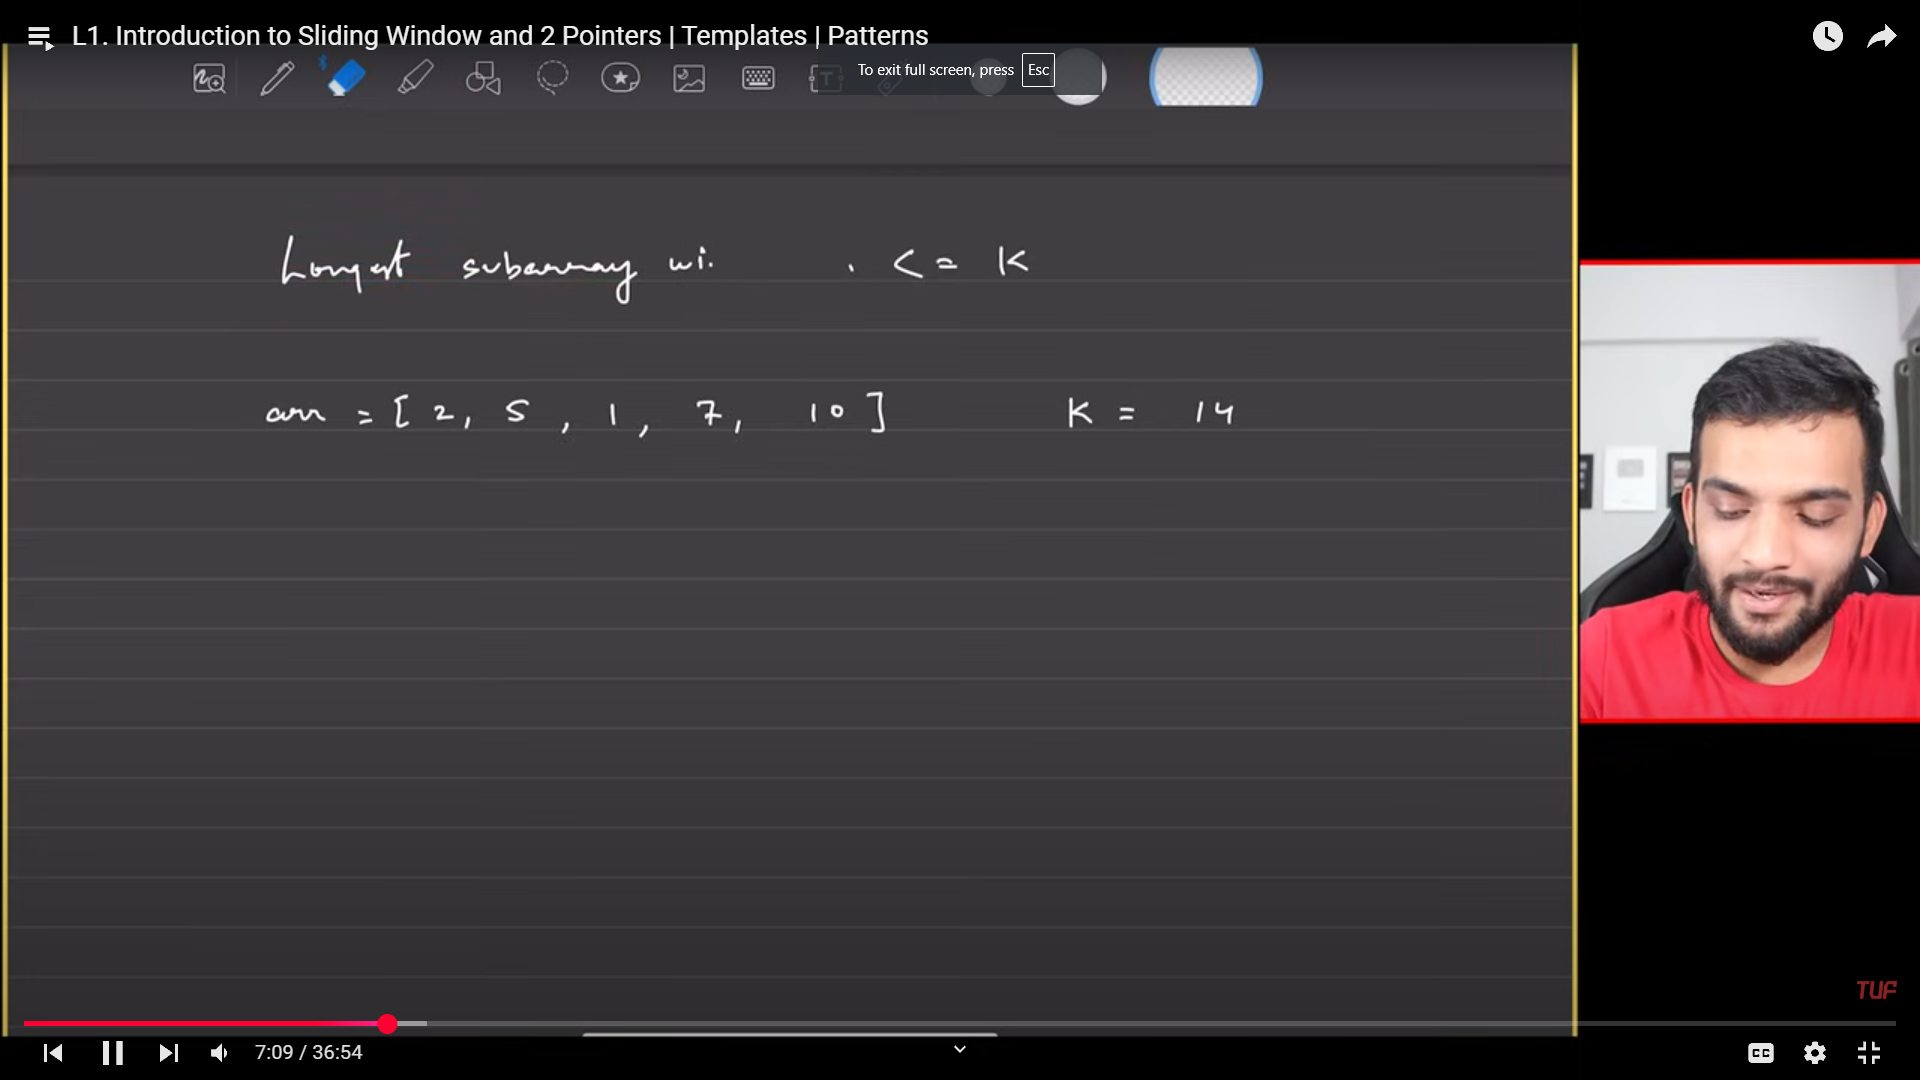 L1. Introduction to Sliding Window and 2 Pointers | Templates | Patterns
To exit full screen, press Esc
Longest subarray wi. . <= K
arr = [ 2, 5, 1, 7, 10 ] K = 14
TUF
7:09 / 36:54
CC